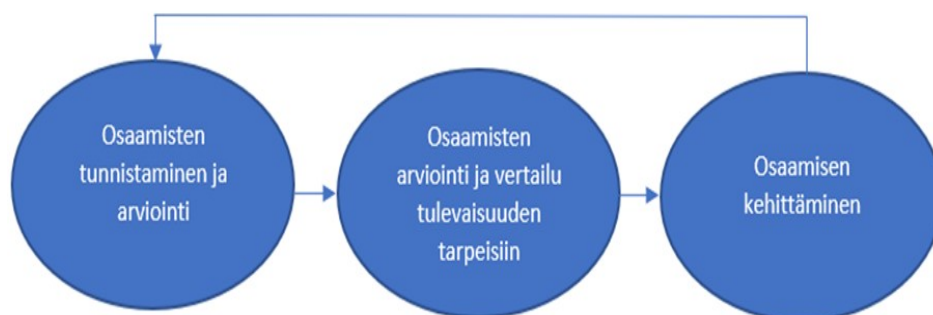 Osaamisten
tunnistaminen ja
arviointi
Osaamisten
arviointi ja vertailu
tulevaisuuden
tarpeisiin
Osaamisen
kehittäminen